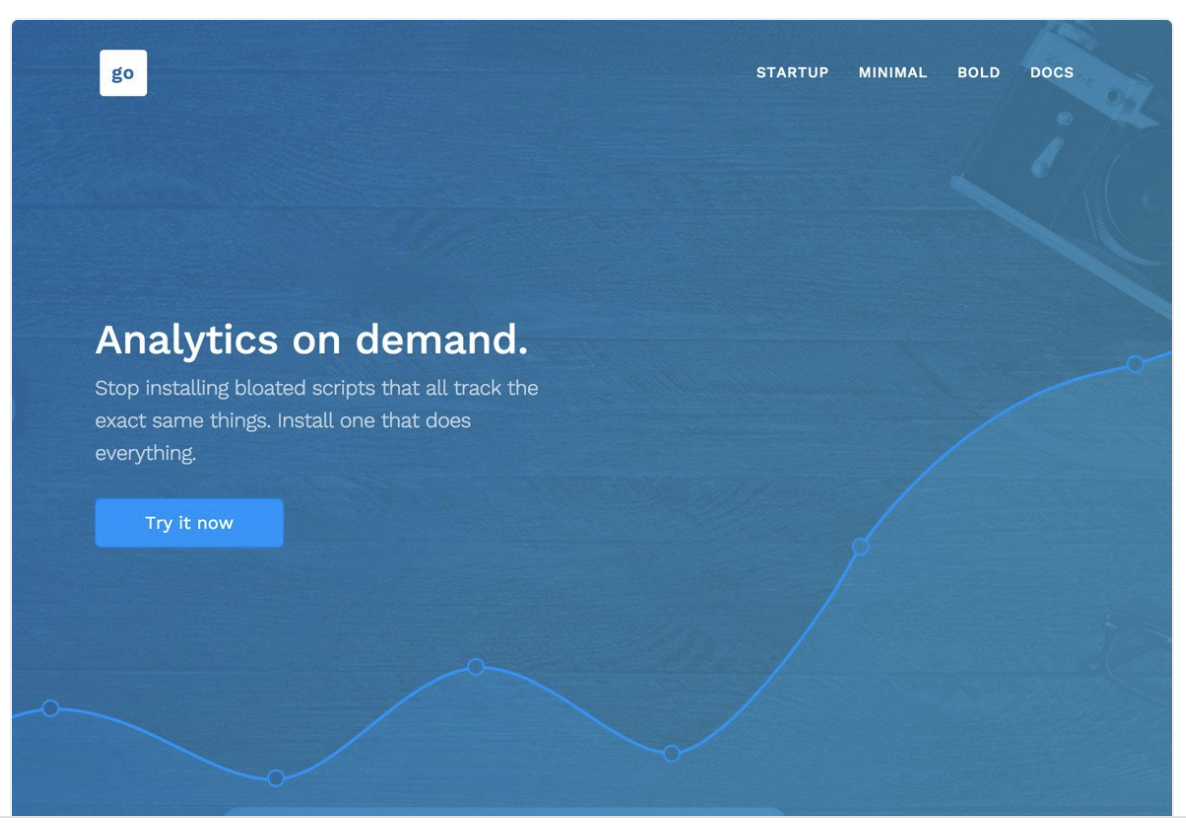 go
STARTUP MINIMAL BOLD DOCS
Analytics on demand.
Stop installing bloated scripts that all track the
exact same things. Install one that does
everything.
Try it now